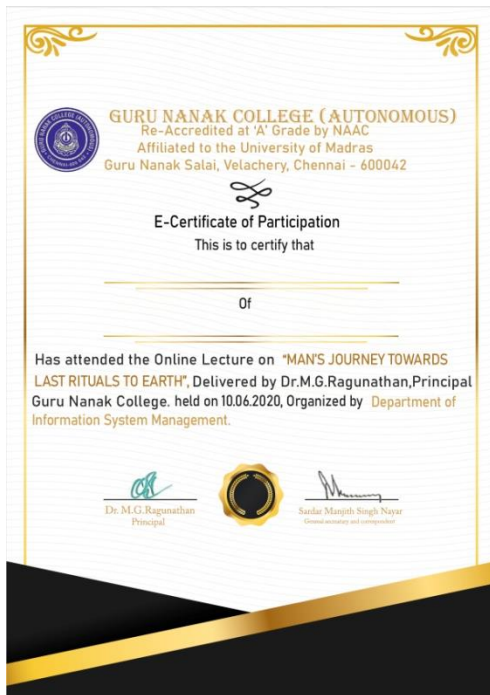 GURU NANAK COLLEGE (AUTONOMOUS)
Re-Accredited at 'A' Grade by NAAC
Affiliated to the University of Madras
Guru Nanak Salai, Velachery, Chennai - 600042
E-Certificate of Participation
This is to certify that
Of
Has attended the Online Lecture on "MAN'S JOURNEY TOWARDS
LAST RITUALS TO EARTH", Delivered by Dr.M.G.Ragunathan,Principal
Guru Nanak College. held on 10.06.2020, Organized by Department of
Information System Management.
Dr. M.G.Ragunathan
Principal
Sardar Manjith Singh Nayar
General secretary and correspondent